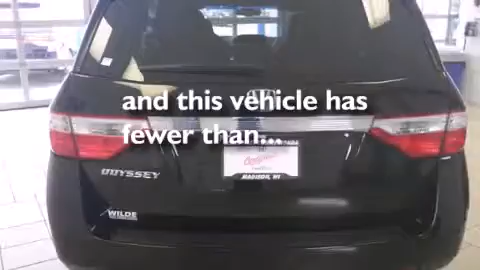 and this vehicle has
fewer than...
ODYSSEY
MADISON, WI
WILDE